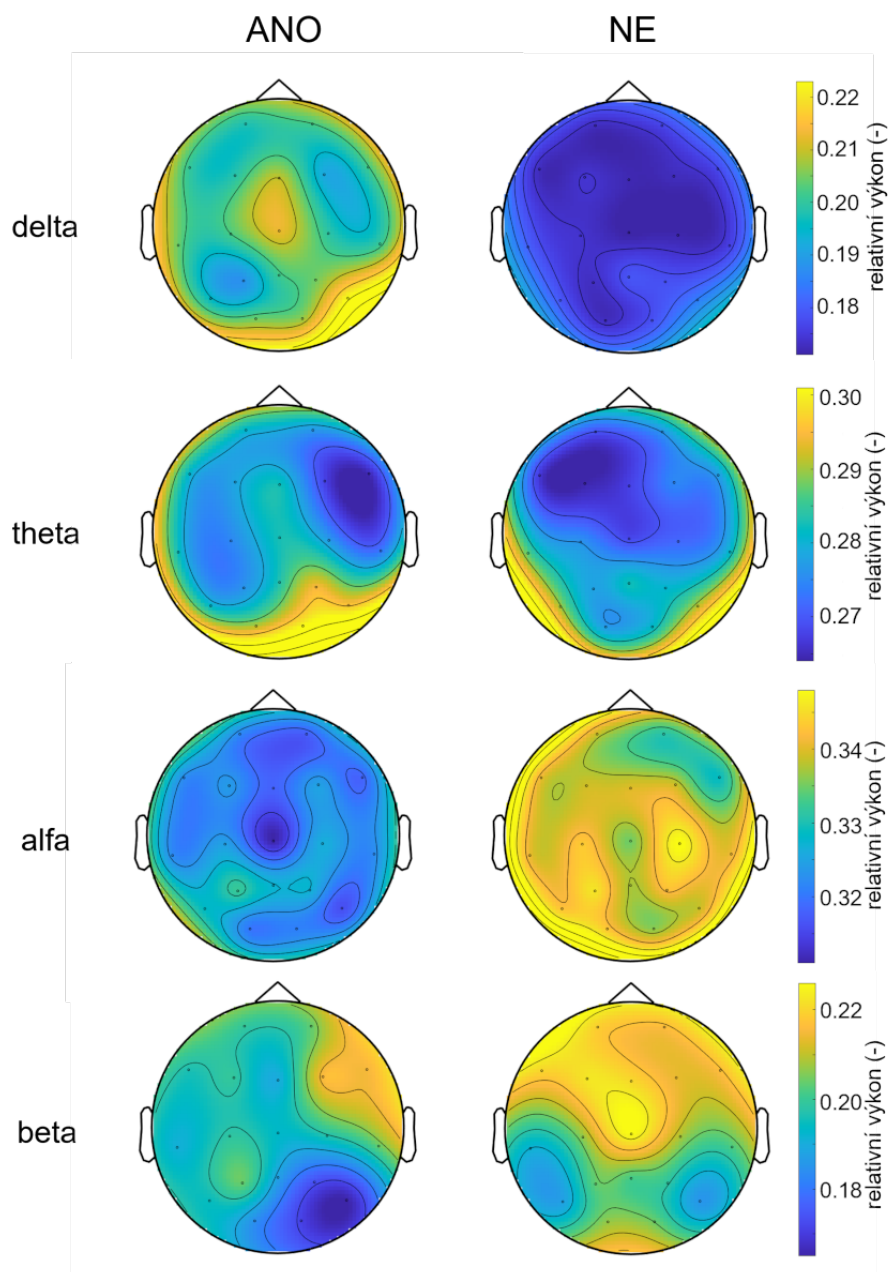 ANO NE
delta
0.22
0.21
0.20
0.19
0.18
relativní výkon (-)
theta
0.30
0.29
0.28
0.27
relativní výkon (-)
alfa
0.34
0.33
0.32
relativní výkon (-)
beta
0.22
0.20
0.18
relativní výkon (-)